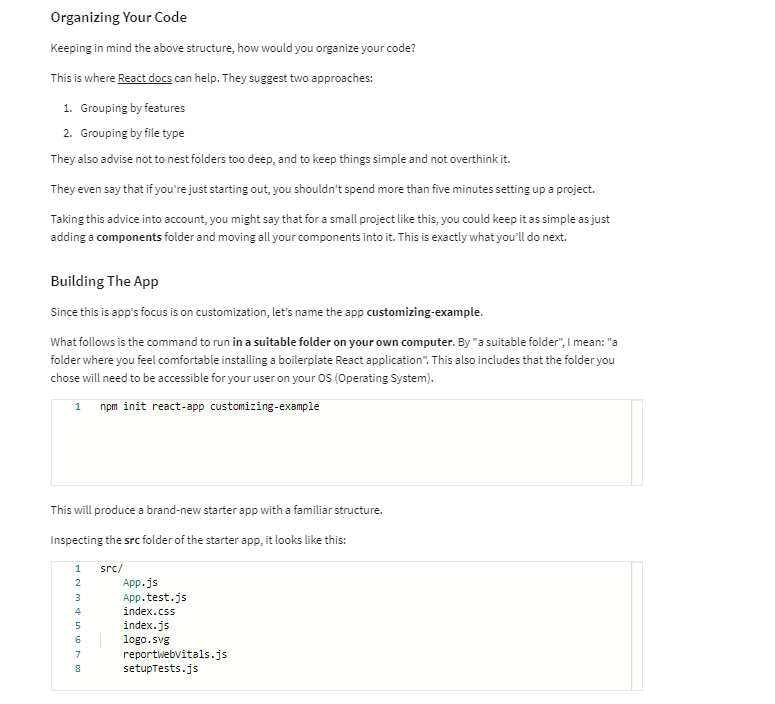 Organizing Your Code
Keeping in mind the above structure, how would you organize your code?
This is where React docs can help. They suggest two approaches:
1. Grouping by features
2. Grouping by file type
They also advise not to nest folders too deep, and to keep things simple and not overthink it.
They even say that if you're just starting out, you shouldn't spend more than five minutes setting up a project.
Taking this advice into account, you might say that for a small project like this, you could keep it as simple as just
adding a components folder and moving all your components into it. This is exactly what you'll do next.
Building The App
Since this is app's focus is on customization, let's name the app customizing-example.
What follows is the command to run in a suitable folder on your own computer. By "a suitable folder", I mean: "a
folder where you feel comfortable installing a boilerplate React application". This also includes that the folder you
chose will need to be accessible for your user on your OS (Operating System).
1 npm init react-app customizing-example
This will produce a brand-new starter app with a familiar structure.
Inspecting the src folder of the starter app, it looks like this:
1 src/
2 App.js
3 App.test.js
4 index.css
5 index.js
6 logo.svg
7 reportWebVitals.js
8 setupTests.js